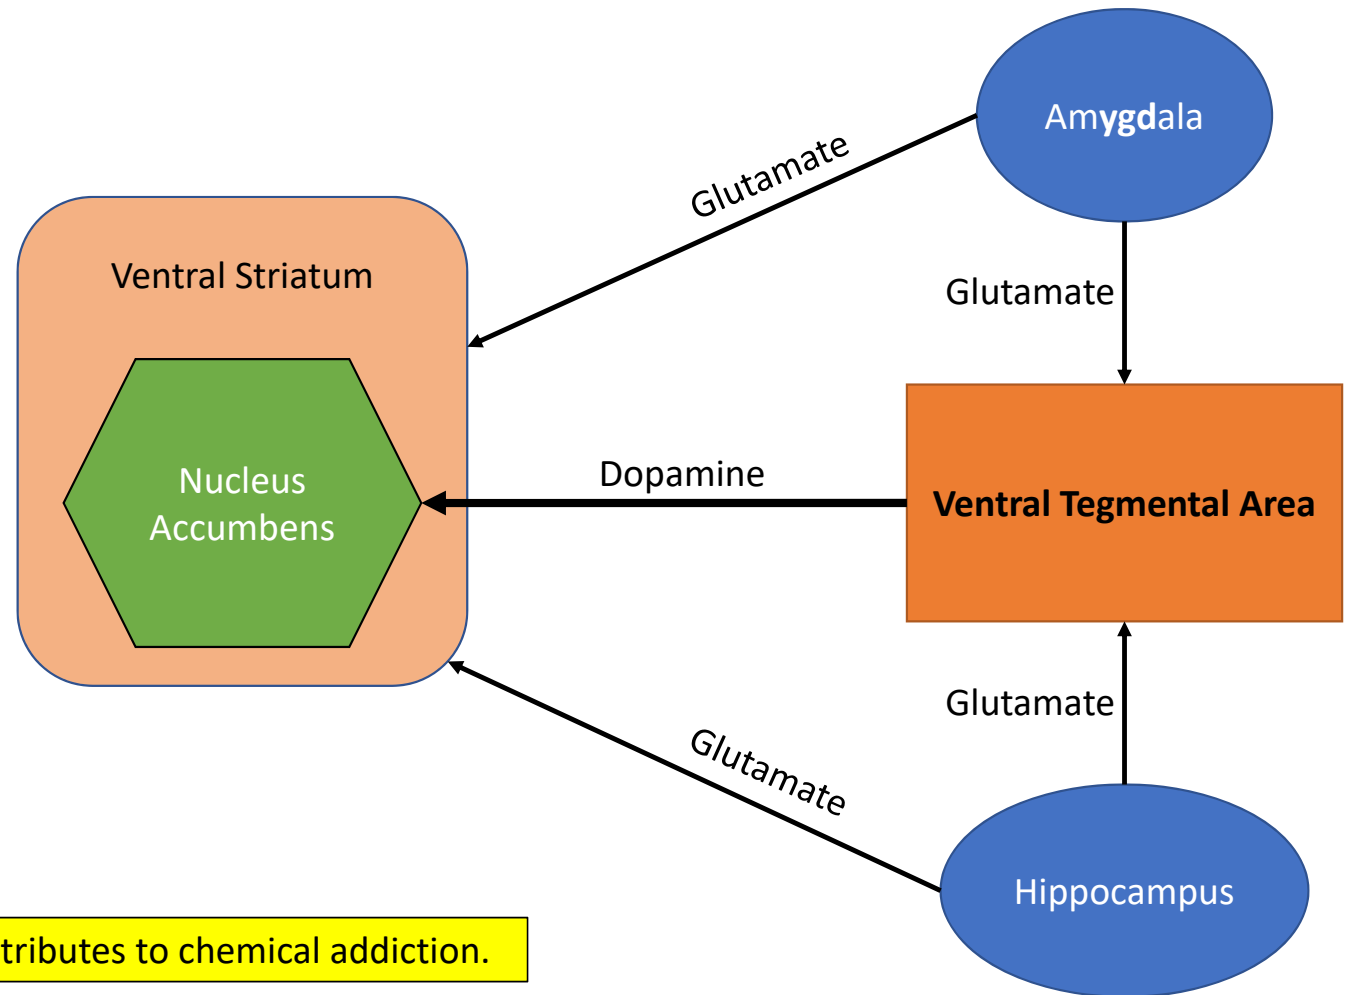 Amygdala
Glutamate
Ventral Striatum
Glutamate
Dopamine
Nucleus
Accumbens
Ventral Tegmental Area
Glutamate
Glutamate
Hippocampus
tributes to chemical addiction.